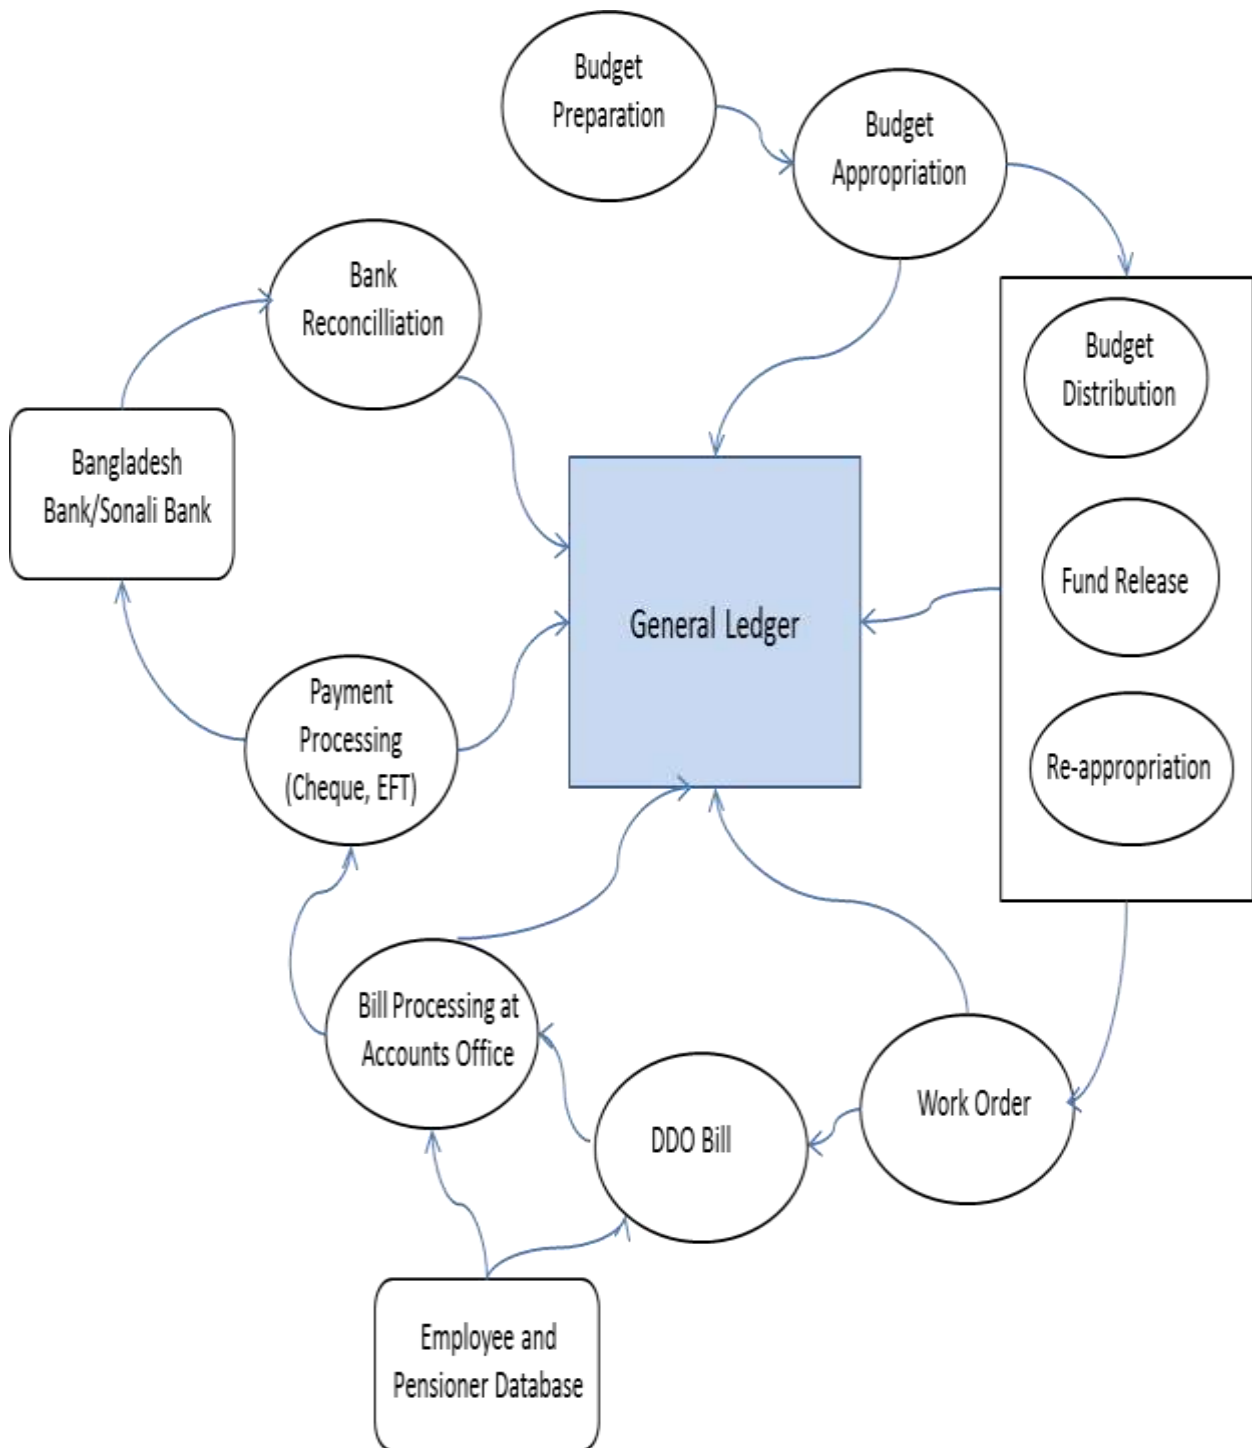 Budget
Preparation
Budget
Appropriation
Bank
Reconcilliation
Budget
Distribution
Bangladesh
Bank/Sonali Bank
Fund Release
General Ledger
Payment
Processing
(Cheque, EFT)
Re-appropriation
Bill Processing at
Accounts Office
Work Order
DDO Bill
Employee and
Pensioner Database